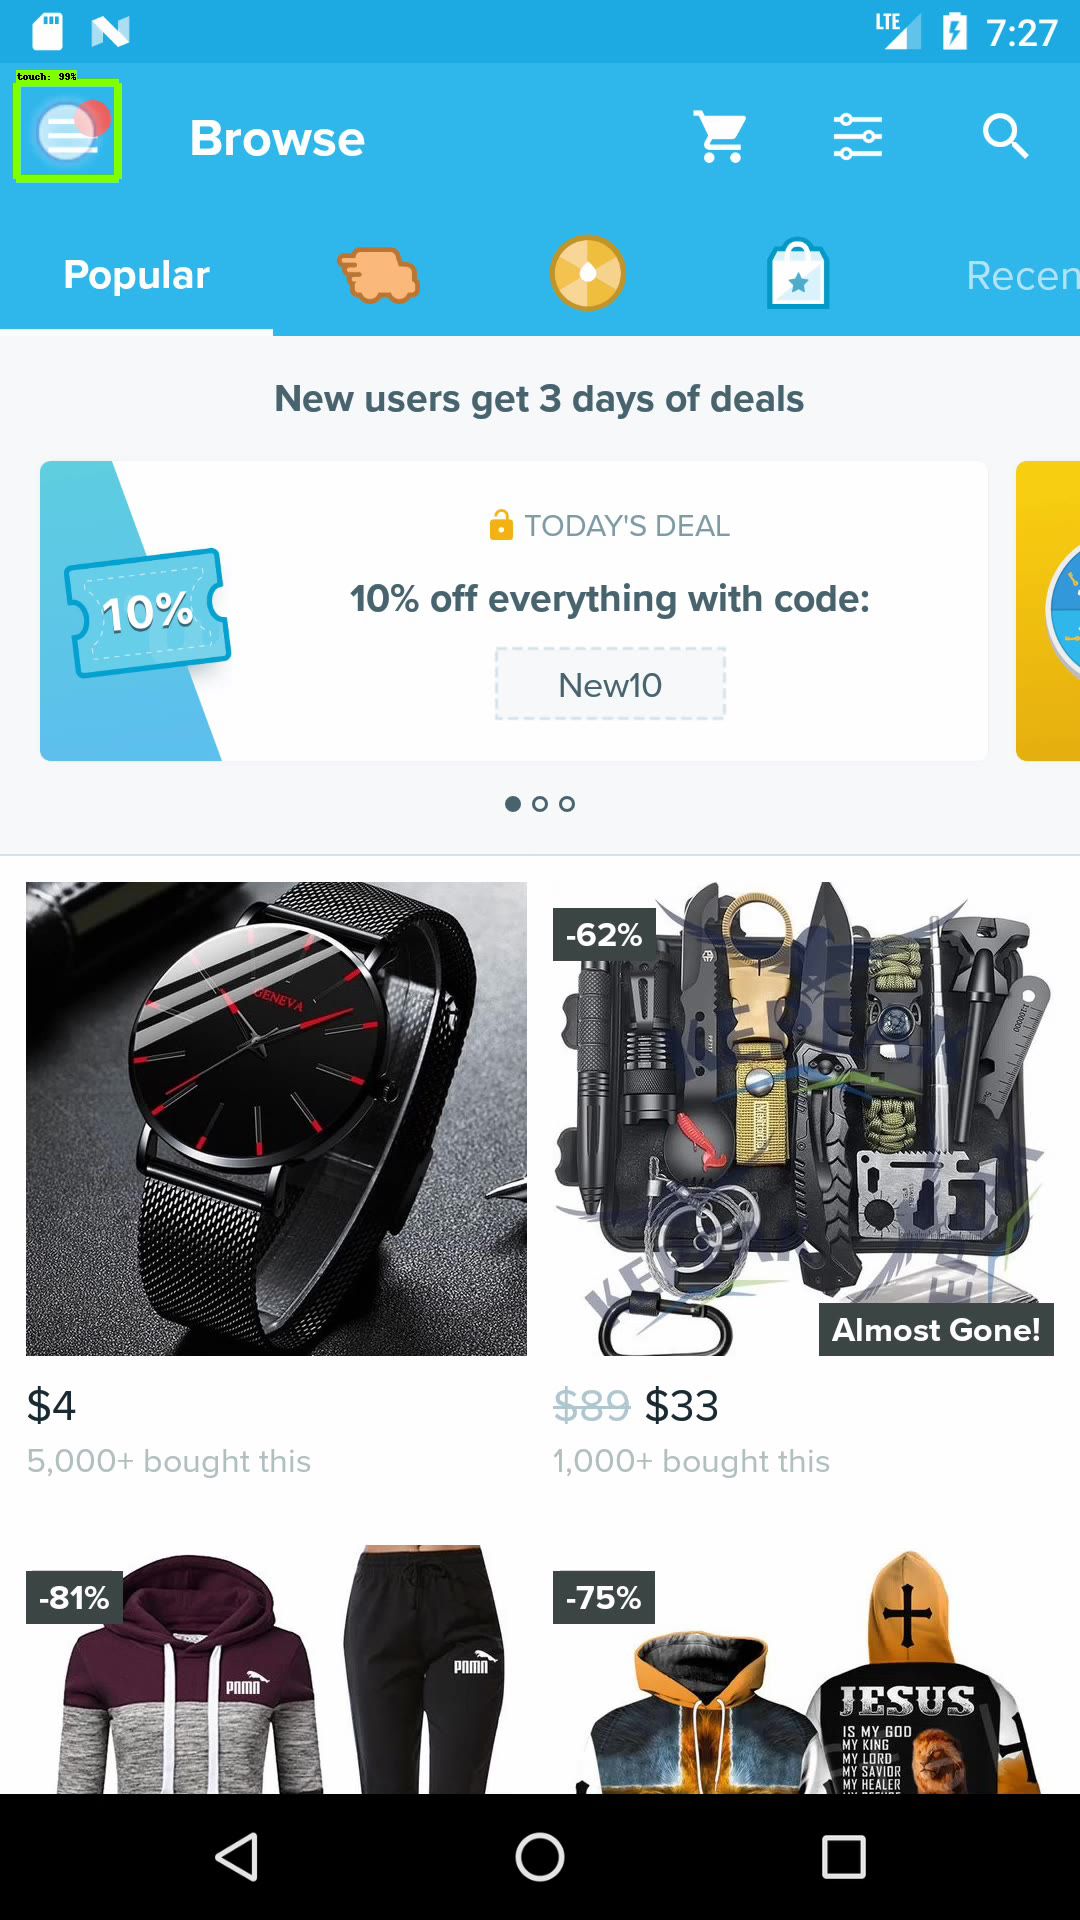 LTE 7:27
touch: 99%
Browse
Popular
Recen
New users get 3 days of deals
TODAY'S DEAL
10% off everything with code:
10%
New10
-62%
GENEVA
Almost Gone!
$4
$89 $33
5,000+ bought this
1,000+ bought this
-81%
-75%
PNMN
PNMN
JESUS
IS MY GOD
MY KING
MY LORD
MY SAVIOR
MY HEALER